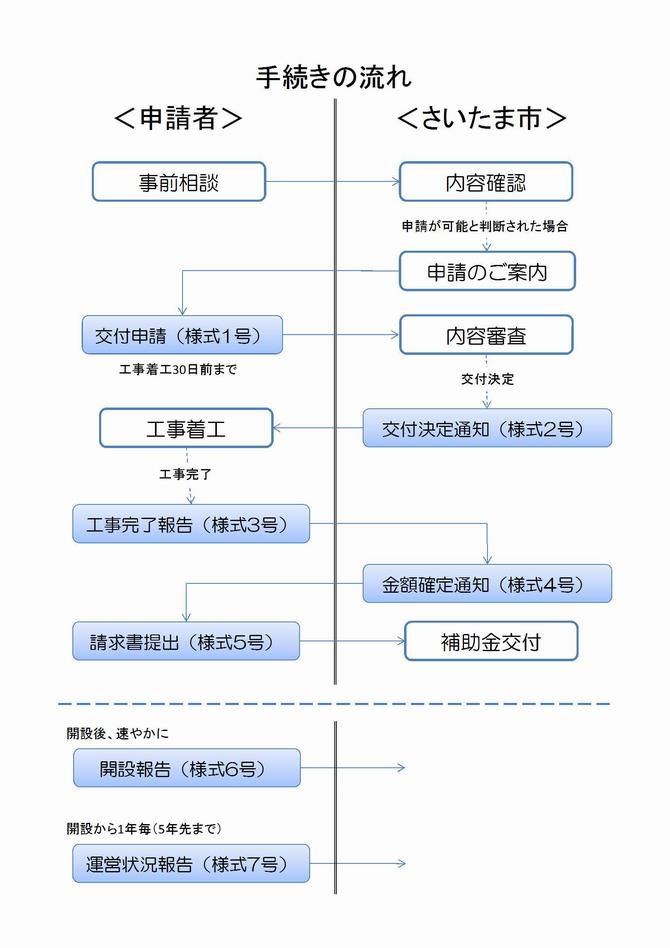 手続きの流れ
＜申請者＞
＜さいたま市＞
事前相談
内容確認
申請が可能と判断された場合
申請のご案内
交付申請（様式1号）
工事着工30日前まで
内容審査
交付決定
交付決定通知（様式2号）
工事着工
工事完了
工事完了報告（様式3号）
金額確定通知（様式4号）
請求書提出（様式5号）
補助金交付
開設後、速やかに
開設報告（様式6号）
開設から1年毎（5年先まで）
運営状況報告（様式7号）